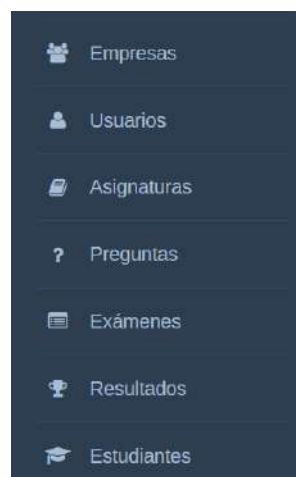 Empresas
Usuarios
Asignaturas
Preguntas
Exámenes
Resultados
Estudiantes